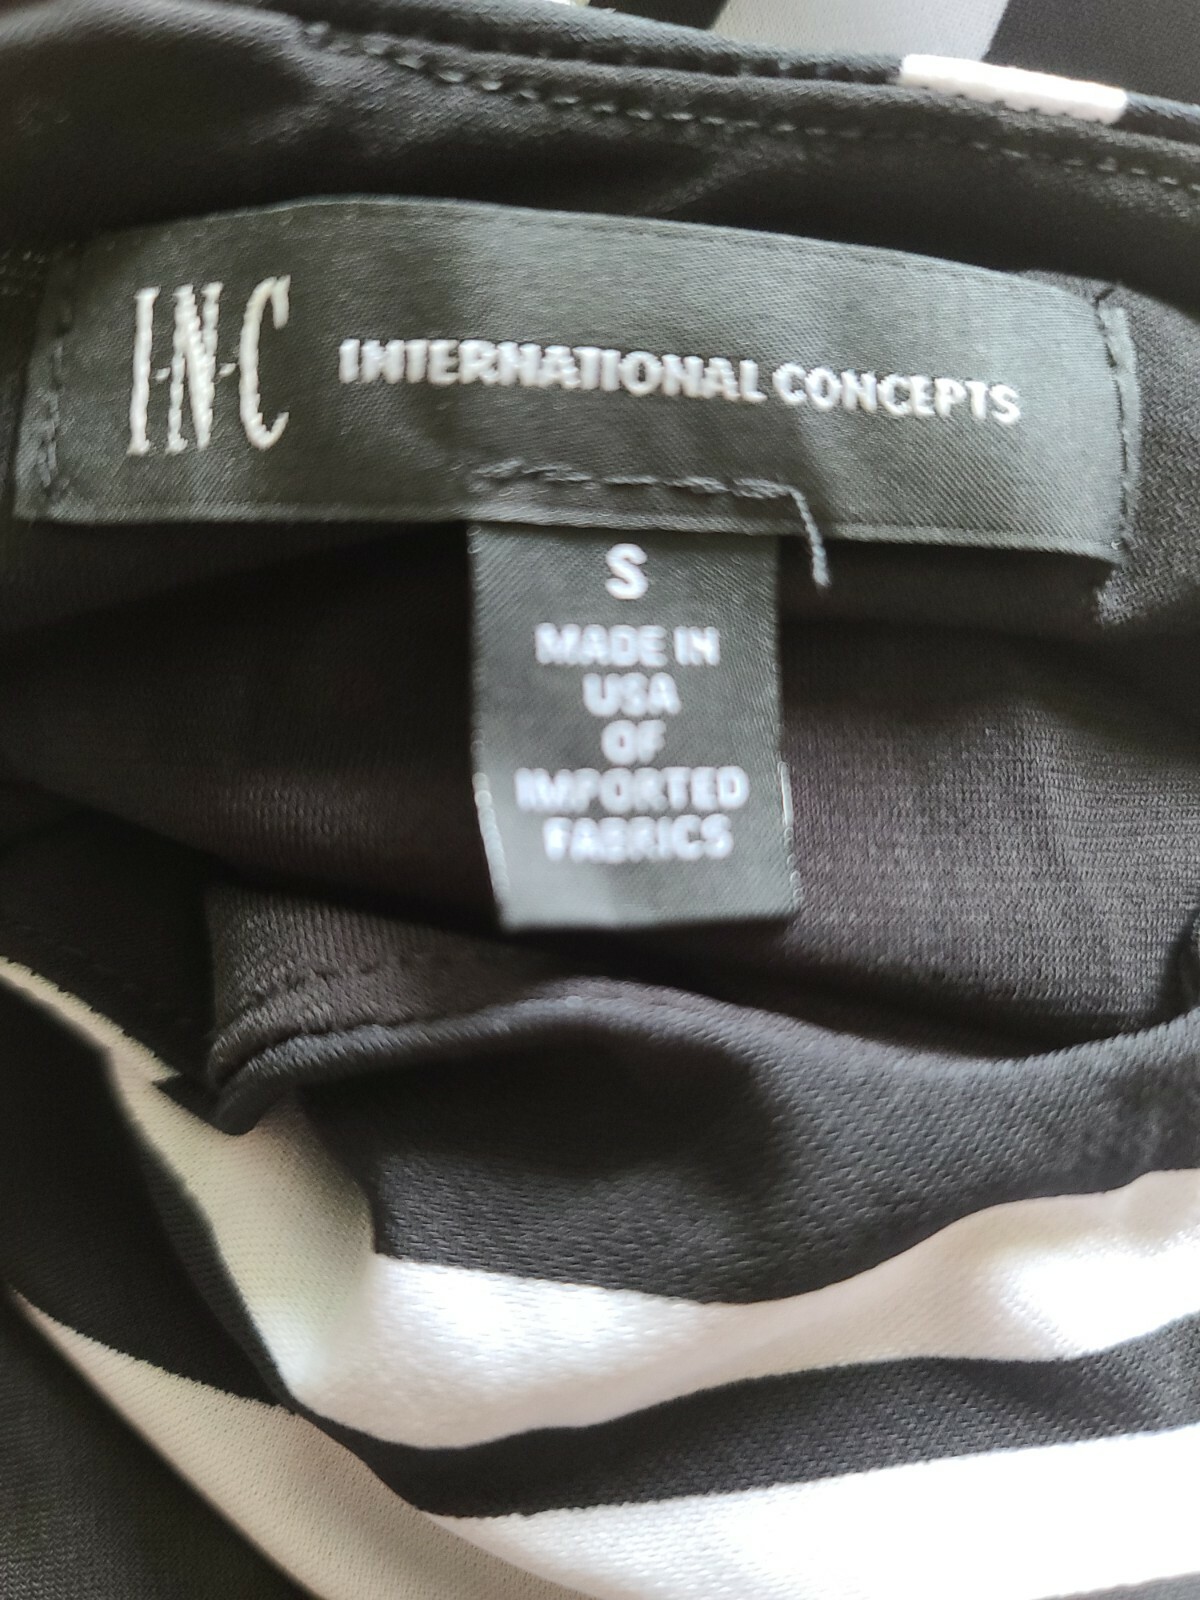 I·N·C INTERNATIONAL CONCEPTS
S
MADE IN
USA
OF
IMPORTED
FABRICS